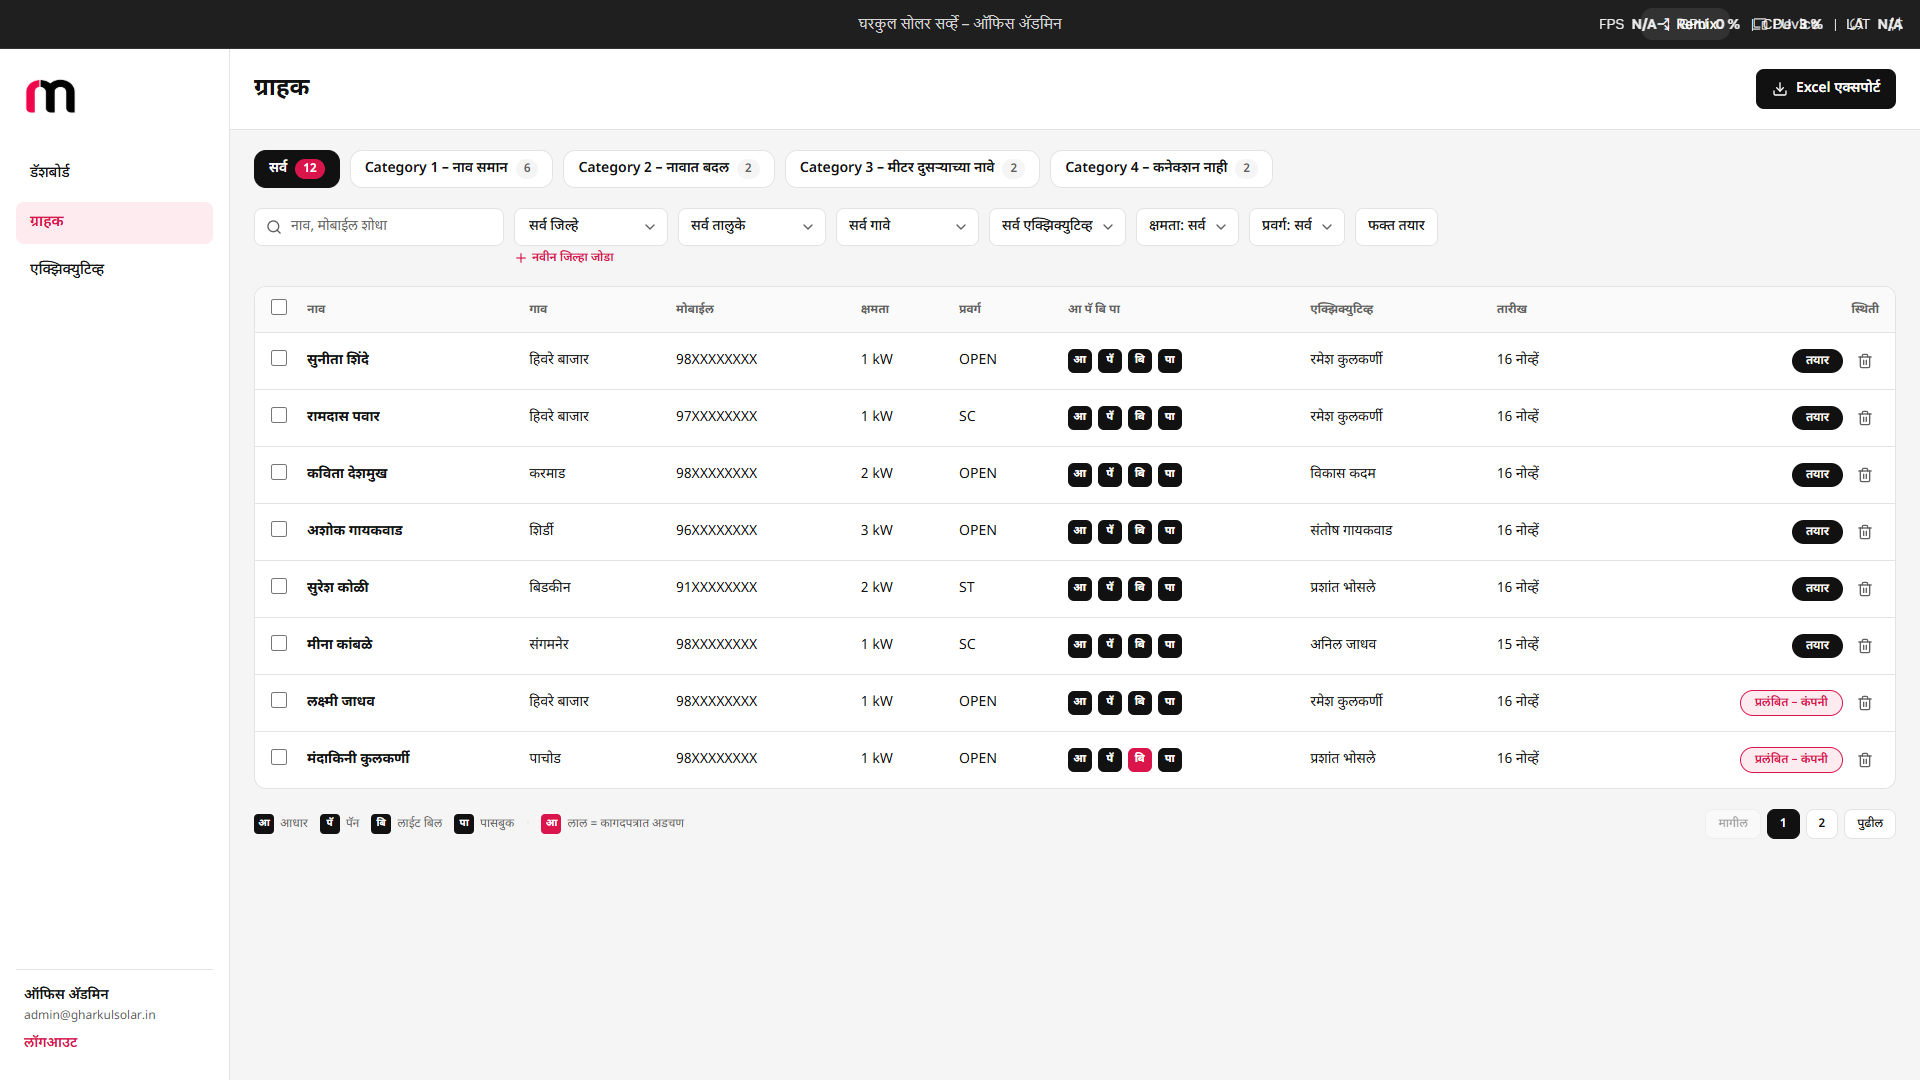 घरकुल सोलर सर्व्हे – ऑफिस ॲडमिन
FPS N/A Remix 0 % | CPU 3 % | LAT N/A
m
ग्राहक
Excel एक्सपोर्ट
डॅशबोर्ड
ग्राहक
एक्झिक्युटिव्ह
सर्व 12 Category 1 – नाव समान 6 Category 2 – नावात बदल 2 Category 3 – मीटर दुसऱ्याच्या नावे 2 Category 4 – कनेक्शन नाही 2
नाव, मोबाईल शोधा सर्व जिल्हे सर्व तालुके सर्व गावे सर्व एक्झिक्युटिव्ह क्षमता: सर्व प्रवर्ग: सर्व फक्त तयार
+ नवीन जिल्हा जोडा
नाव गाव मोबाईल क्षमता प्रवर्ग आ पॅ बि पा एक्झिक्युटिव्ह तारीख स्थिती
सुनीता शिंदे हिवरे बाजार 98XXXXXXXX 1 kW OPEN आ पॅ बि पा रमेश कुलकर्णी 16 नोव्हें तयार
रामदास पवार हिवरे बाजार 97XXXXXXXX 1 kW SC आ पॅ बि पा रमेश कुलकर्णी 16 नोव्हें तयार
कविता देशमुख करमाड 98XXXXXXXX 2 kW OPEN आ पॅ बि पा विकास कदम 16 नोव्हें तयार
अशोक गायकवाड शिर्डी 96XXXXXXXX 3 kW OPEN आ पॅ बि पा संतोष गायकवाड 16 नोव्हें तयार
सुरेश कोळी बिडकीन 91XXXXXXXX 2 kW ST आ पॅ बि पा प्रशांत भोसले 16 नोव्हें तयार
मीना कांबळे संगमनेर 98XXXXXXXX 1 kW SC आ पॅ बि पा अनिल जाधव 15 नोव्हें तयार
लक्ष्मी जाधव हिवरे बाजार 98XXXXXXXX 1 kW OPEN आ पॅ बि पा रमेश कुलकर्णी 16 नोव्हें प्रलंबित – कंपनी
मंदाकिनी कुलकर्णी पाचोड 98XXXXXXXX 1 kW OPEN आ पॅ बि पा प्रशांत भोसले 16 नोव्हें प्रलंबित – कंपनी
आ आधार पॅ पॅन बि लाईट बिल पा पासबुक · आ लाल = कागदपत्रात अडचण
मागील 1 2 पुढील
ऑफिस ॲडमिन
admin@gharkulsolar.in
लॉगआउट